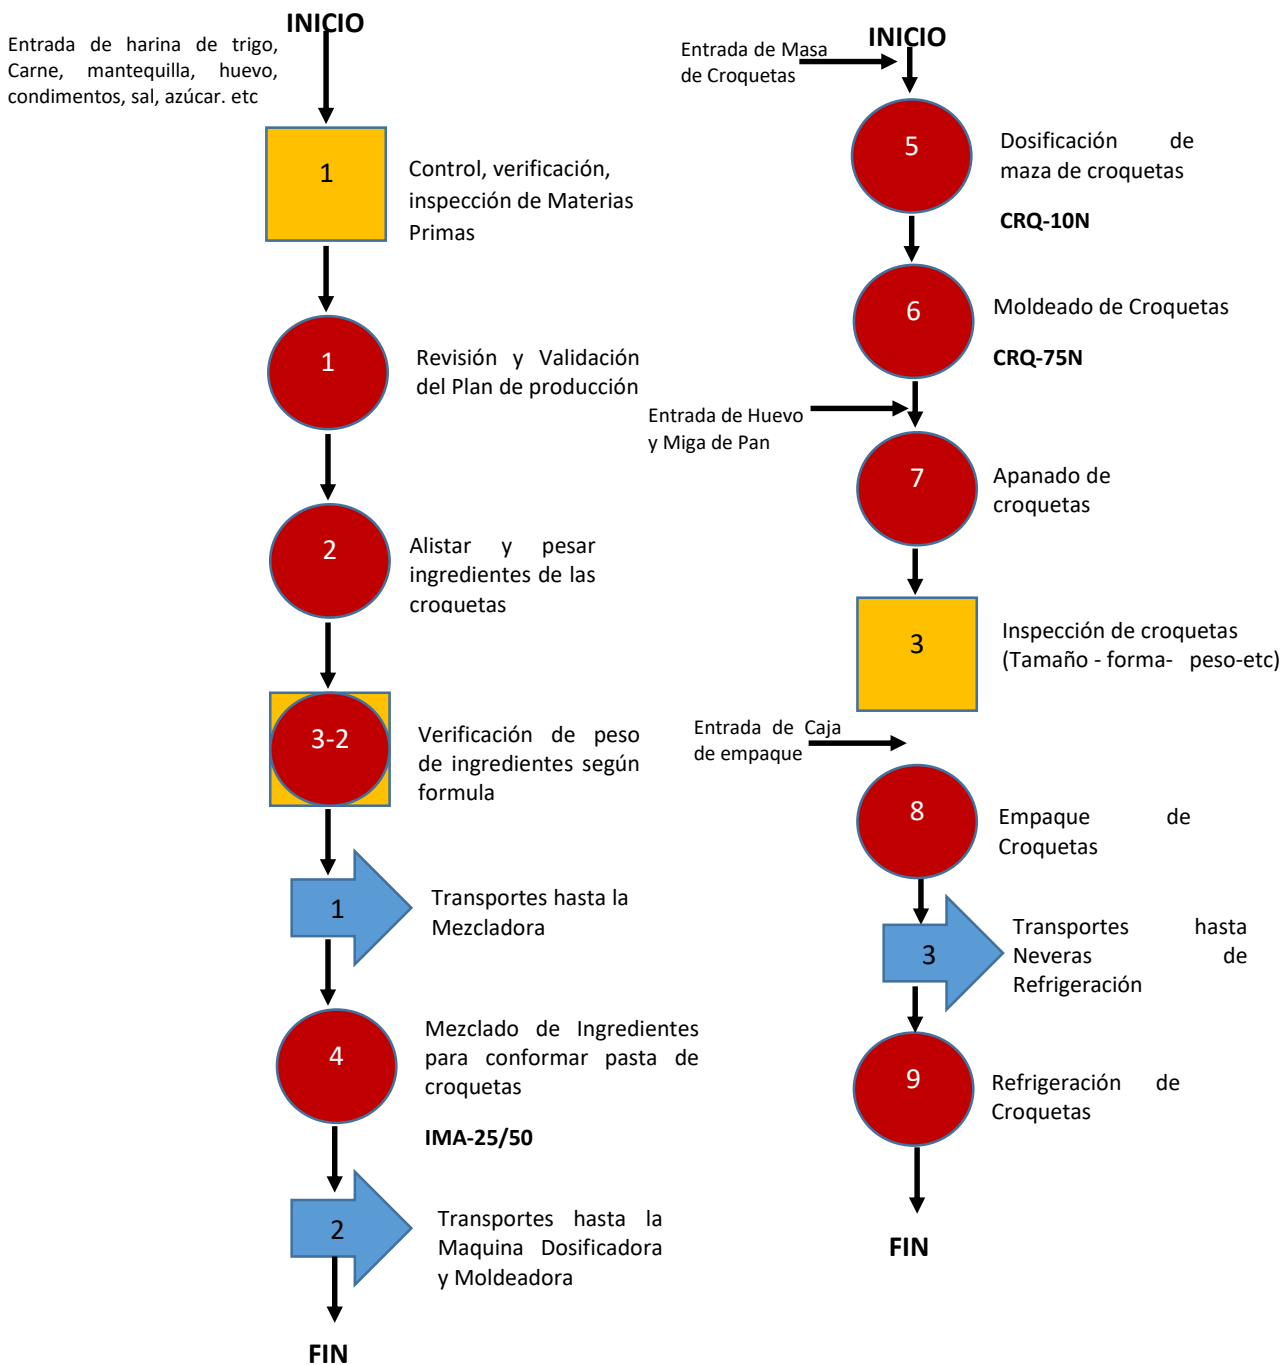 INICIO
Entrada de harina de trigo,
Carne, mantequilla, huevo,
condimentos, sal, azúcar. etc
1
Control, verificación,
inspección de Materias
Primas
1
Revisión y Validación
del Plan de producción
2
Alistar y pesar
ingredientes de las
croquetas
3-2
Verificación de peso
de ingredientes según
formula
1
Transportes hasta la
Mezcladora
4
Mezclado de Ingredientes
para conformar pasta de
croquetas
IMA-25/50
2
Transportes hasta la
Maquina Dosificadora
y Moldeadora
FIN
INICIO
Entrada de Masa
de Croquetas
5
Dosificación de
maza de croquetas
CRQ-10N
6
Moldeado de Croquetas
CRQ-75N
Entrada de Huevo
y Miga de Pan
7
Apanado de
croquetas
3
Inspección de croquetas
(Tamaño - forma- peso-etc)
Entrada de Caja
de empaque
8
Empaque de
Croquetas
3
Transportes hasta
Neveras de
Refrigeración
9
Refrigeración de
Croquetas
FIN